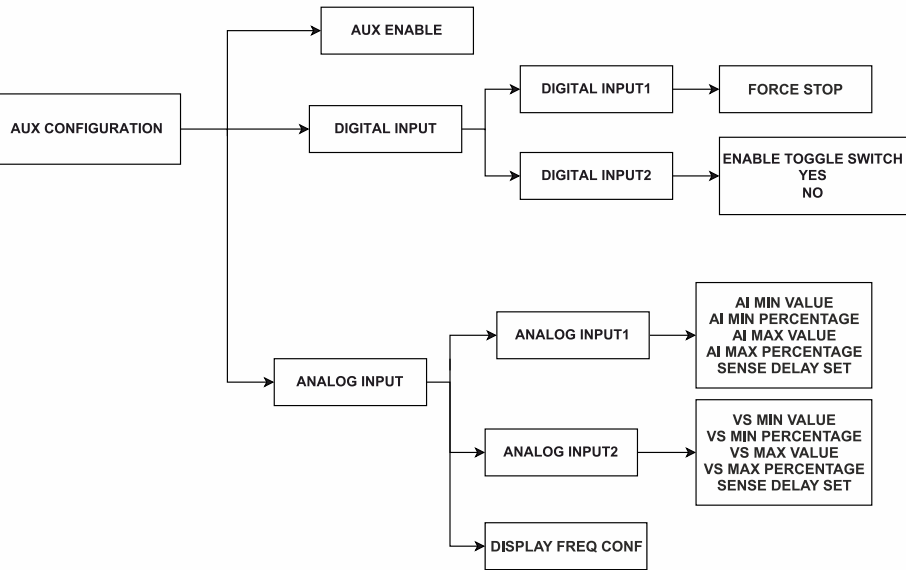 AUX ENABLE
AUX CONFIGURATION
DIGITAL INPUT
DIGITAL INPUT1
FORCE STOP
DIGITAL INPUT2
ENABLE TOGGLE SWITCH
YES
NO
ANALOG INPUT
ANALOG INPUT1
AI MIN VALUE
AI MIN PERCENTAGE
AI MAX VALUE
AI MAX PERCENTAGE
SENSE DELAY SET
ANALOG INPUT2
VS MIN VALUE
VS MIN PERCENTAGE
VS MAX VALUE
VS MAX PERCENTAGE
SENSE DELAY SET
DISPLAY FREQ CONF